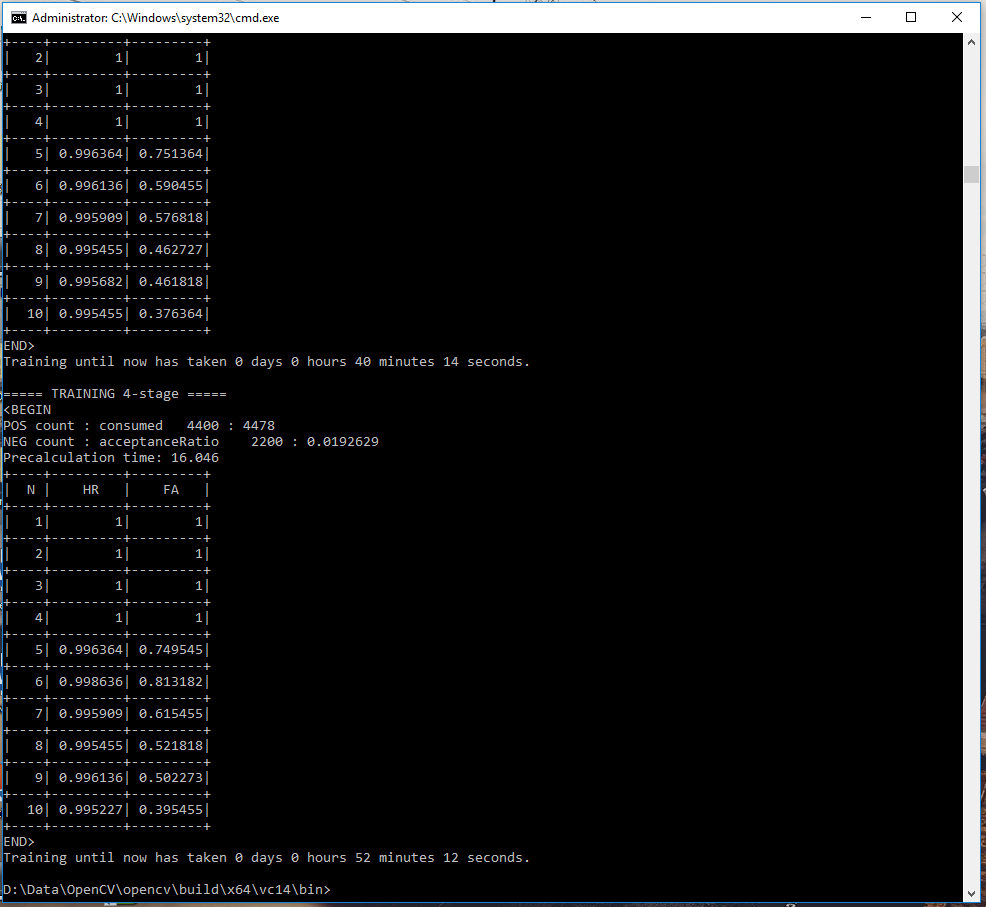 Administrator: C:\Windows\system32\cmd.exe
+----+---------+---------+
|   2|        1|        1|
+----+---------+---------+
|   3|        1|        1|
+----+---------+---------+
|   4|        1|        1|
+----+---------+---------+
|   5| 0.996364| 0.751364|
+----+---------+---------+
|   6| 0.996136| 0.590455|
+----+---------+---------+
|   7| 0.995909| 0.576818|
+----+---------+---------+
|   8| 0.995455| 0.462727|
+----+---------+---------+
|   9| 0.995682| 0.461818|
+----+---------+---------+
|  10| 0.995455| 0.376364|
+----+---------+---------+
END>
Training until now has taken 0 days 0 hours 40 minutes 14 seconds.

===== TRAINING 4-stage =====
<BEGIN
POS count : consumed   4400 : 4478
NEG count : acceptanceRatio    2200 : 0.0192629
Precalculation time: 16.046
+----+---------+---------+
|  N |    HR   |    FA   |
+----+---------+---------+
|   1|        1|        1|
+----+---------+---------+
|   2|        1|        1|
+----+---------+---------+
|   3|        1|        1|
+----+---------+---------+
|   4|        1|        1|
+----+---------+---------+
|   5| 0.996364| 0.749545|
+----+---------+---------+
|   6| 0.998636| 0.813182|
+----+---------+---------+
|   7| 0.995909| 0.615455|
+----+---------+---------+
|   8| 0.995455| 0.521818|
+----+---------+---------+
|   9| 0.996136| 0.502273|
+----+---------+---------+
|  10| 0.995227| 0.395455|
+----+---------+---------+
END>
Training until now has taken 0 days 0 hours 52 minutes 12 seconds.

D:\Data\OpenCV\opencv\build\x64\vc14\bin>